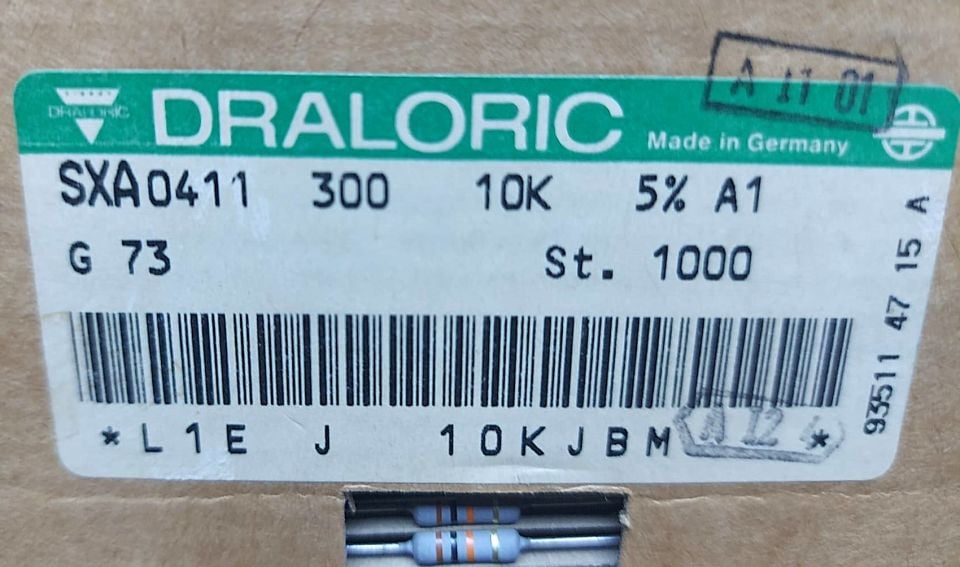 A 11 01
DRALORIC DRALORIC Made in Germany
SXA0411 300 10K 5% A1
G 73 St. 1000
*L1E J 10KJBM *
A 12
93511 47 15 A